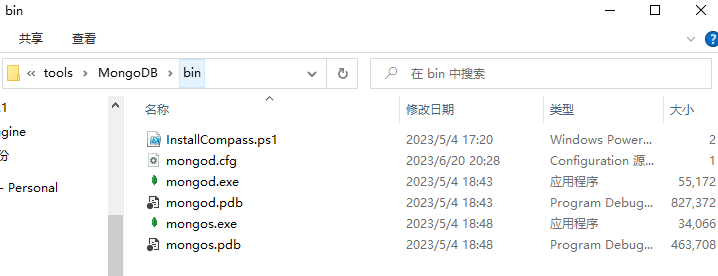 bin
共享 查看
« tools > MongoDB > bin
在 bin 中搜索
名称 修改日期 类型 大小
InstallCompass.ps1 2023/5/4 17:20 Windows Power... 2
mongod.cfg 2023/6/20 20:28 Configuration 源... 1
mongod.exe 2023/5/4 18:43 应用程序 55,172
mongod.pdb 2023/5/4 18:43 Program Debug... 827,372
mongos.exe 2023/5/4 18:48 应用程序 34,066
mongos.pdb 2023/5/4 18:48 Program Debug... 463,708
.1
ngine
份
- Personal